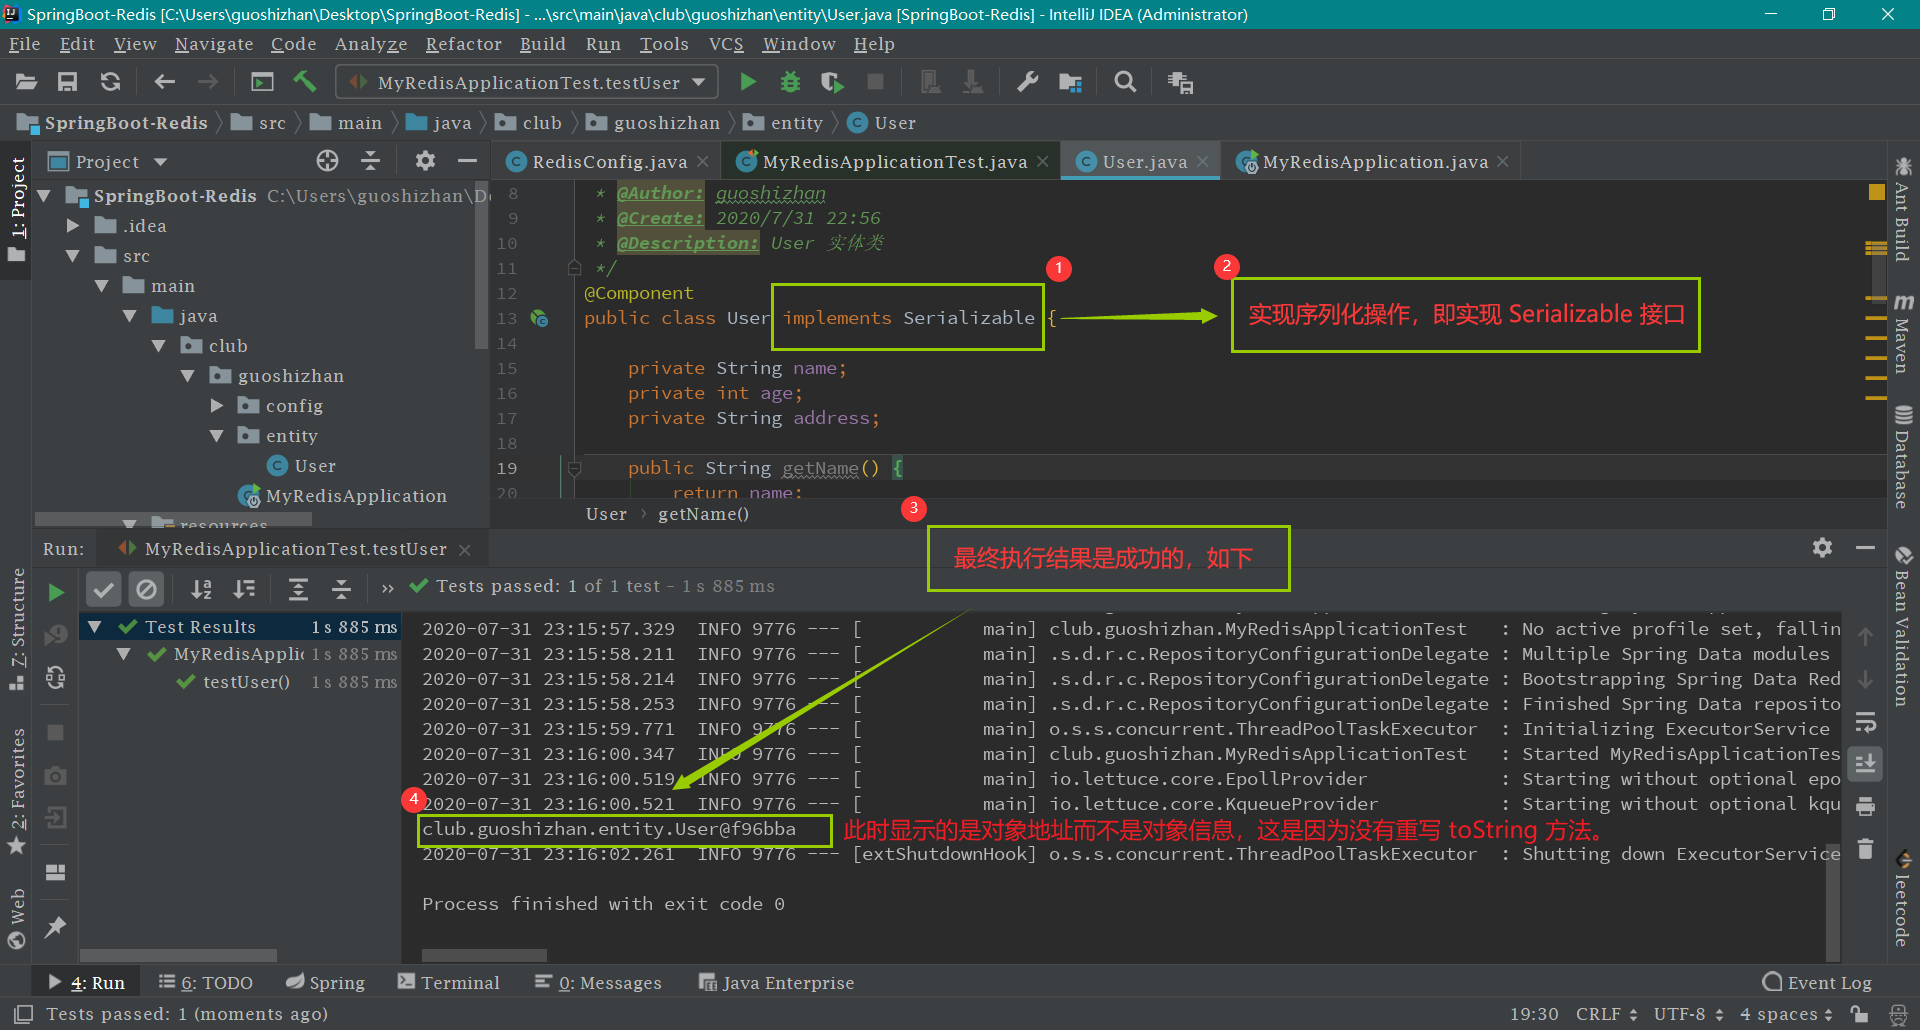 SpringBoot-Redis [C:\Users\guoshizhan\Desktop\SpringBoot-Redis] - ...\src\main\java\club\guoshizhan\entity\User.java [SpringBoot-Redis] - IntelliJ IDEA (Administrator)
File Edit View Navigate Code Analyze Refactor Build Run Tools VCS Window Help
MyRedisApplicationTest.testUser
SpringBoot-Redis src main java club guoshizhan entity User
Project
RedisConfig.java MyRedisApplicationTest.java User.java MyRedisApplication.java
1: Project
SpringBoot-Redis C:\Users\guoshizhan\D
.idea
src
main
java
club
guoshizhan
config
entity
User
MyRedisApplication
resources
8 * @Author: guoshizhan
9 * @Create: 2020/7/31 22:56
10 * @Description: User 实体类
11 */
12 @Component
13 public class User implements Serializable {
14
15 private String name;
16 private int age;
17 private String address;
18
19 public String getName() {
20 return name;
1
2
实现序列化操作，即实现 Serializable 接口
User › getName()
3
最终执行结果是成功的，如下
Ant Build
Maven
Database
Bean Validation
leetcode
Run: MyRedisApplicationTest.testUser
» Tests passed: 1 of 1 test - 1 s 885 ms
Test Results 1 s 885 ms
MyRedisApplic 1 s 885 ms
testUser() 1 s 885 ms
2020-07-31 23:15:57.329 INFO 9776 --- [ main] club.guoshizhan.MyRedisApplicationTest : No active profile set, fallin
2020-07-31 23:15:58.211 INFO 9776 --- [ main] .s.d.r.c.RepositoryConfigurationDelegate : Multiple Spring Data modules
2020-07-31 23:15:58.214 INFO 9776 --- [ main] .s.d.r.c.RepositoryConfigurationDelegate : Bootstrapping Spring Data Red
2020-07-31 23:15:58.253 INFO 9776 --- [ main] .s.d.r.c.RepositoryConfigurationDelegate : Finished Spring Data reposito
2020-07-31 23:15:59.771 INFO 9776 --- [ main] o.s.s.concurrent.ThreadPoolTaskExecutor : Initializing ExecutorService
2020-07-31 23:16:00.347 INFO 9776 --- [ main] club.guoshizhan.MyRedisApplicationTest : Started MyRedisApplicationTes
2020-07-31 23:16:00.519 INFO 9776 --- [ main] io.lettuce.core.EpollProvider : Starting without optional epo
2020-07-31 23:16:00.521 INFO 9776 --- [ main] io.lettuce.core.KqueueProvider : Starting without optional kqu
4
club.guoshizhan.entity.User@f96bba 此时显示的是对象地址而不是对象信息，这是因为没有重写 toString 方法。
2020-07-31 23:16:02.261 INFO 9776 --- [extShutdownHook] o.s.s.concurrent.ThreadPoolTaskExecutor : Shutting down ExecutorService
Process finished with exit code 0
Z: Structure
2: Favorites
Web
4: Run 6: TODO Spring Terminal 0: Messages Java Enterprise Event Log
Tests passed: 1 (moments ago) 19:30 CRLF UTF-8 4 spaces